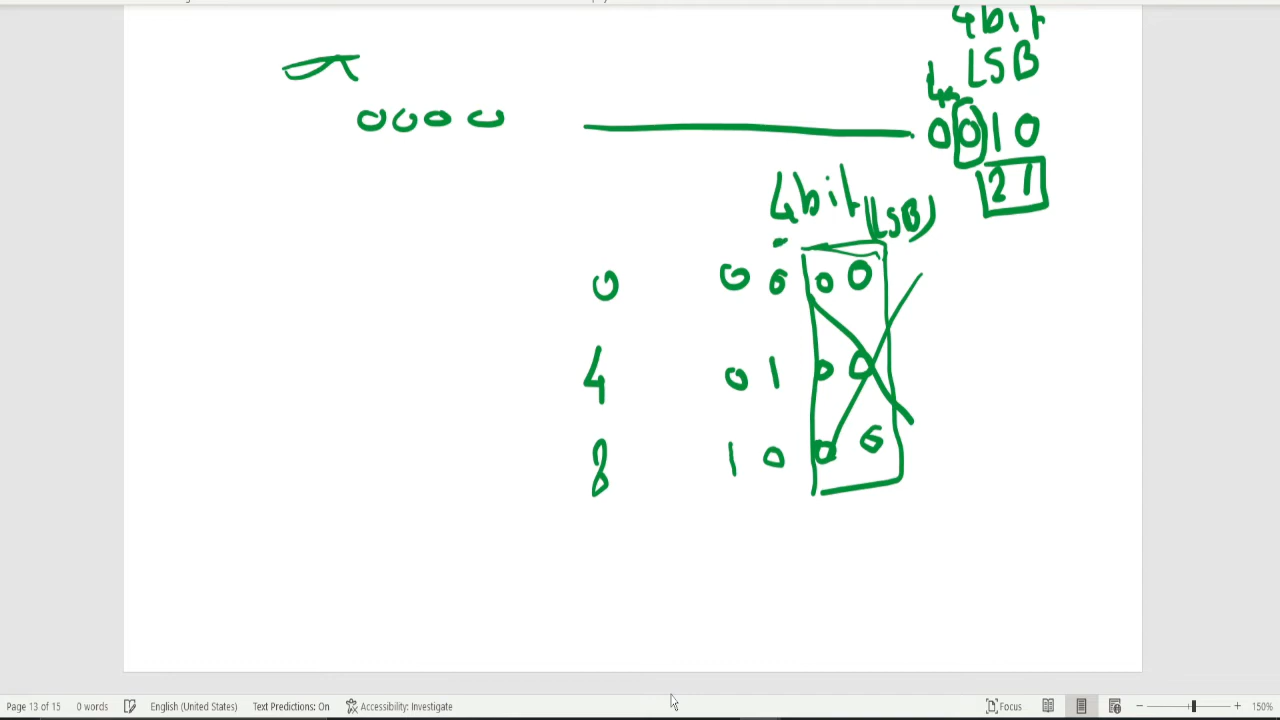 4bit
LSB
0000 0010
21
4bit (LSB)
0 0000
4 0100
8 1000
Page 13 of 15 0 words English (United States) Text Predictions: On Accessibility: Investigate Focus 150%